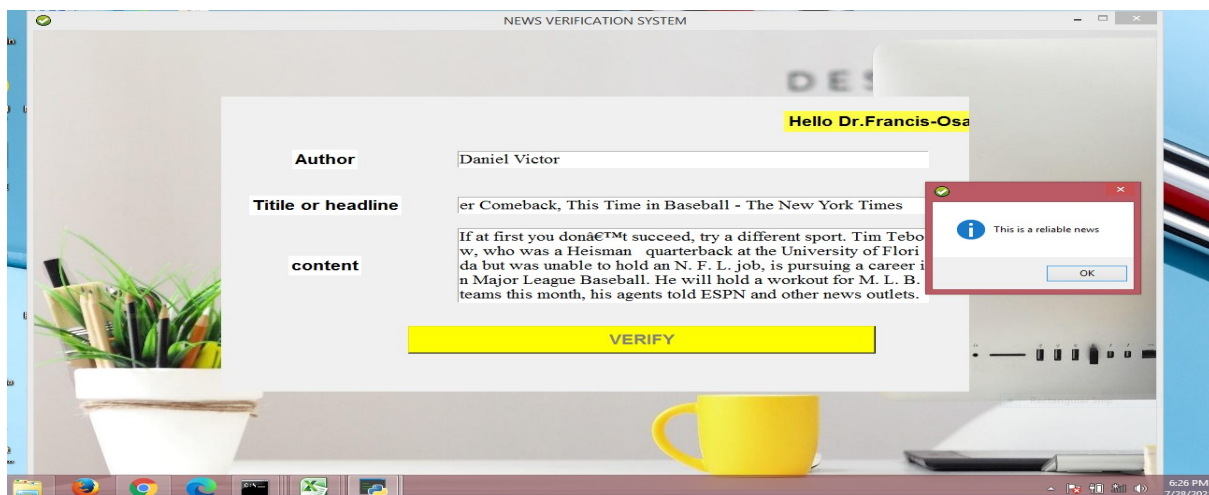 NEWS VERIFICATION SYSTEM
DES
Hello Dr.Francis-Osa
Author
Daniel Victor
Titile or headline
er Comeback, This Time in Baseball - The New York Times
content
If at first you donâ€™t succeed, try a different sport. Tim Tebo
w, who was a Heisman quarterback at the University of Flori
da but was unable to hold an N. F. L. job, is pursuing a career i
n Major League Baseball. He will hold a workout for M. L. B.
teams this month, his agents told ESPN and other news outlets.
This is a reliable news
OK
VERIFY
6:26 PM